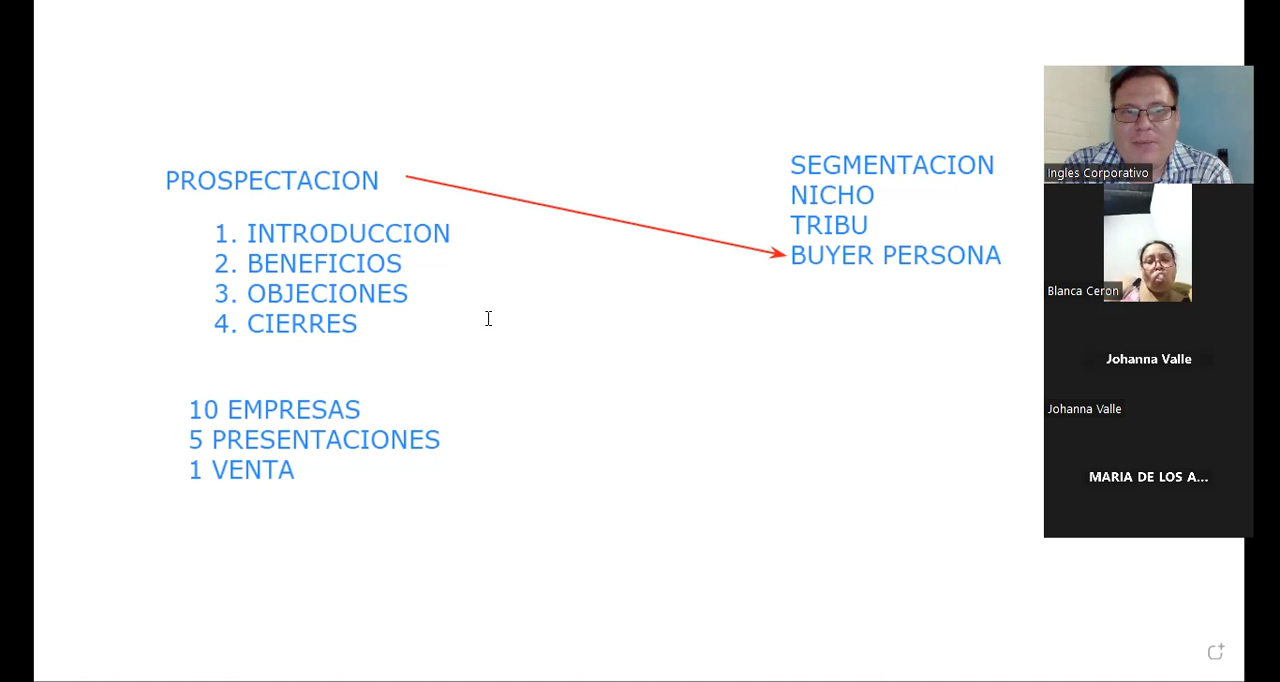 PROSPECTACION
1. INTRODUCCION
2. BENEFICIOS
3. OBJECIONES
4. CIERRES
10 EMPRESAS
5 PRESENTACIONES
1 VENTA
SEGMENTACION
NICHO
TRIBU
BUYER PERSONA
Ingles Corporativo
Blanca Ceron
Johanna Valle
Johanna Valle
MARIA DE LOS A...